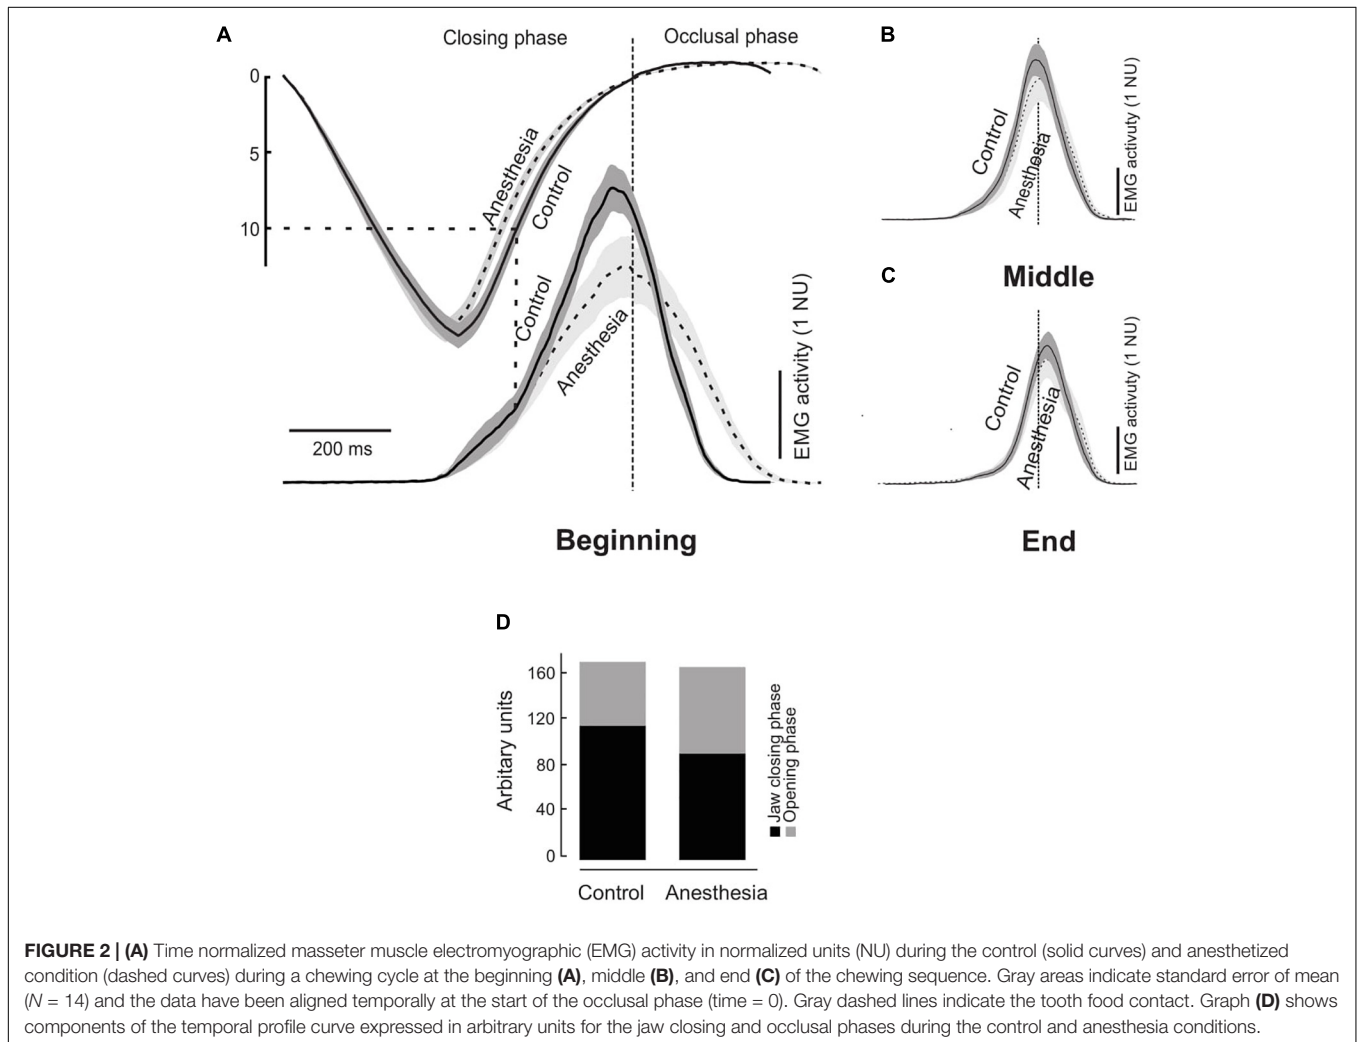 A
Closing phase
Occlusal phase
0
5
10
Anesthesia
Control
Control
Anesthesia
EMG activity (1 NU)
200 ms
Beginning
B
Control
Anesthesia
EMG activuty (1 NU)
Middle
C
Control
Anesthesia
EMG activuty (1 NU)
End
D
Arbitary units
160
120
80
40
0
Control
Anesthesia
Jaw closing phase
Opening phase
FIGURE 2 | (A) Time normalized masseter muscle electromyographic (EMG) activity in normalized units (NU) during the control (solid curves) and anesthetized
condition (dashed curves) during a chewing cycle at the beginning (A), middle (B), and end (C) of the chewing sequence. Gray areas indicate standard error of mean
(N = 14) and the data have been aligned temporally at the start of the occlusal phase (time = 0). Gray dashed lines indicate the tooth food contact. Graph (D) shows
components of the temporal profile curve expressed in arbitrary units for the jaw closing and occlusal phases during the control and anesthesia conditions.